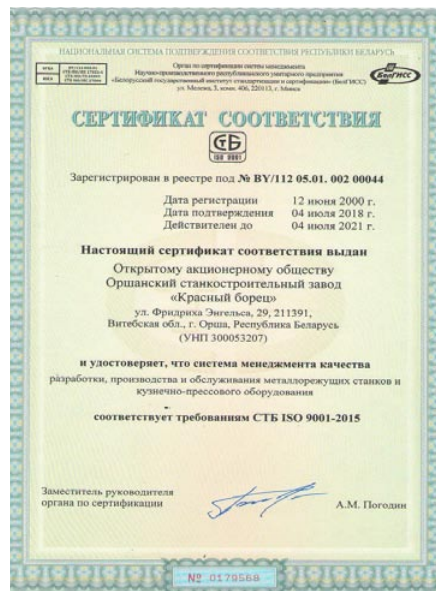 НАЦИОНАЛЬНАЯ СИСТЕМА ПОДТВЕРЖДЕНИЯ СООТВЕТСТВИЯ РЕСПУБЛИКИ БЕЛАРУСЬ
Орган по сертификации систем менеджмента
Научно-производственного республиканского унитарного предприятия
«Белорусский государственный институт стандартизации и сертификации» (БелГИСС)
ул. Мележа, 3, комн. 406, 220113, г. Минск
БелГИСС
СЕРТИФИКАТ СООТВЕТСТВИЯ
СТБ
ISO 9001
Зарегистрирован в реестре под № BY/112 05.01. 002 00044
Дата регистрации 12 июня 2000 г.
Дата подтверждения 04 июля 2018 г.
Действителен до 04 июля 2021 г.
Настоящий сертификат соответствия выдан
Открытому акционерному обществу
Оршанский станкостроительный завод
«Красный борец»
ул. Фридриха Энгельса, 29, 211391,
Витебская обл., г. Орша, Республика Беларусь
(УНП 300053207)
и удостоверяет, что система менеджмента качества
разработки, производства и обслуживания металлорежущих станков и
кузнечно-прессового оборудования
соответствует требованиям СТБ ISO 9001-2015
Заместитель руководителя
органа по сертификации
А.М. Погодин
№ 0179568